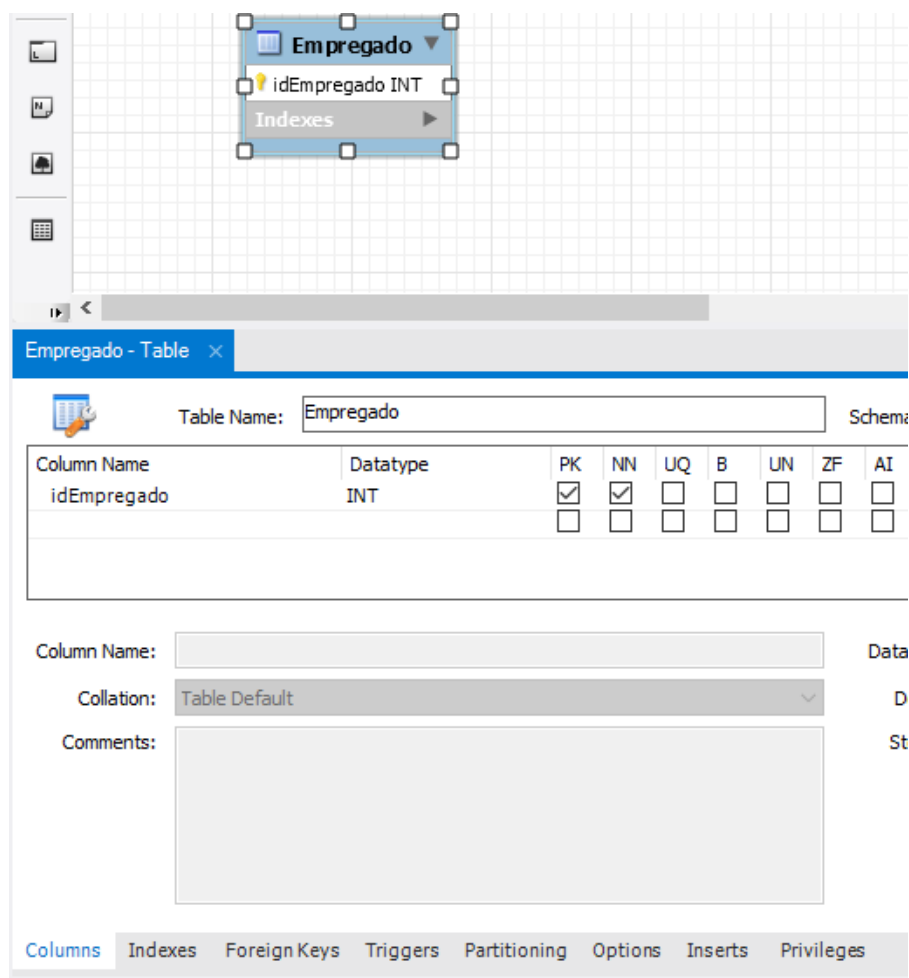 Empregado
idEmpregado INT
Indexes
Empregado - Table
Table Name: Empregado Schema
Column Name Datatype PK NN UQ B UN ZF AI
idEmpregado INT
Column Name: Data
Collation: Table Default D
Comments: St
Columns Indexes Foreign Keys Triggers Partitioning Options Inserts Privileges